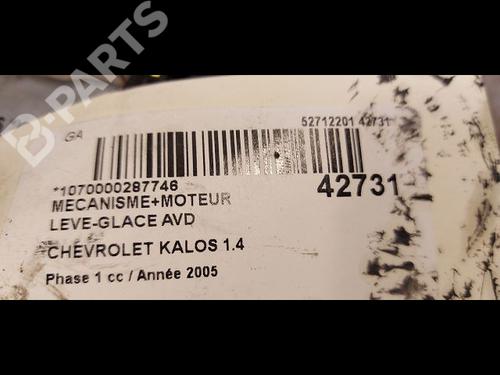 B-PARTS
GA
52712201 42731
*1070000287746
42731
MECANISME+MOTEUR
LEVE-GLACE AVD
CHEVROLET KALOS 1.4
Phase 1 cc / Année 2005